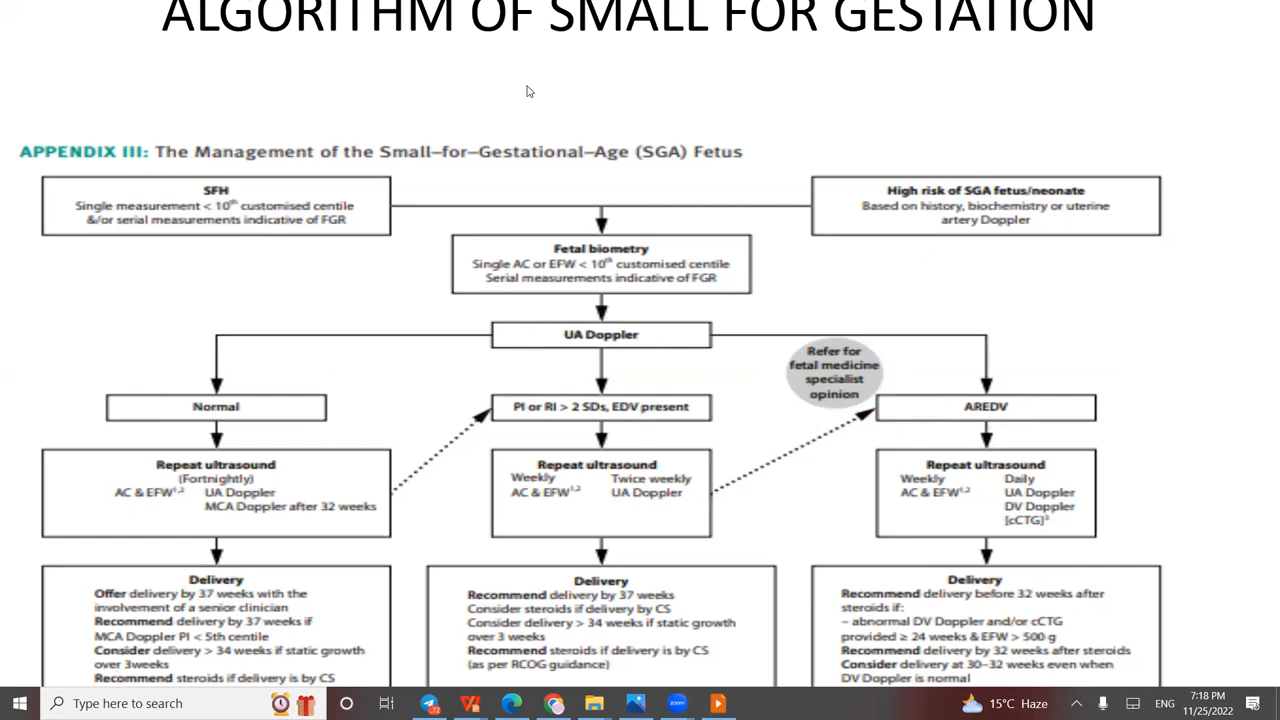 ALGORITHM OF SMALL FOR GESTATION
APPENDIX III: The Management of the Small–for–Gestational–Age (SGA) Fetus
SFH
Single measurement < 10th customised centile
&/or serial measurements indicative of FGR
High risk of SGA fetus/neonate
Based on history, biochemistry or uterine
artery Doppler
Fetal biometry
Single AC or EFW < 10th customised centile
Serial measurements indicative of FGR
UA Doppler
Refer for
fetal medicine
specialist
opinion
Normal
PI or RI > 2 SDs, EDV present
AREDV
Repeat ultrasound
(Fortnightly)
AC & EFW1,2 UA Doppler
MCA Doppler after 32 weeks
Repeat ultrasound
Weekly Twice weekly
AC & EFW1,2 UA Doppler
Repeat ultrasound
Weekly Daily
AC & EFW1,2 UA Doppler
DV Doppler
[cCTG]3
Delivery
Offer delivery by 37 weeks with the
involvement of a senior clinician
Recommend delivery by 37 weeks if
MCA Doppler PI < 5th centile
Consider delivery > 34 weeks if static growth
over 3weeks
Recommend steroids if delivery is by CS
Delivery
Recommend delivery by 37 weeks
Consider steroids if delivery by CS
Consider delivery > 34 weeks if static growth
over 3 weeks
Recommend steroids if delivery is by CS
(as per RCOG guidance)
Delivery
Recommend delivery before 32 weeks after
steroids if:
– abnormal DV Doppler and/or cCTG
provided ≥ 24 weeks & EFW > 500 g
Recommend delivery by 32 weeks after steroids
Consider delivery at 30–32 weeks even when
DV Doppler is normal
Type here to search
72
zoom
15°C Haze
ENG
7:18 PM
11/25/2022